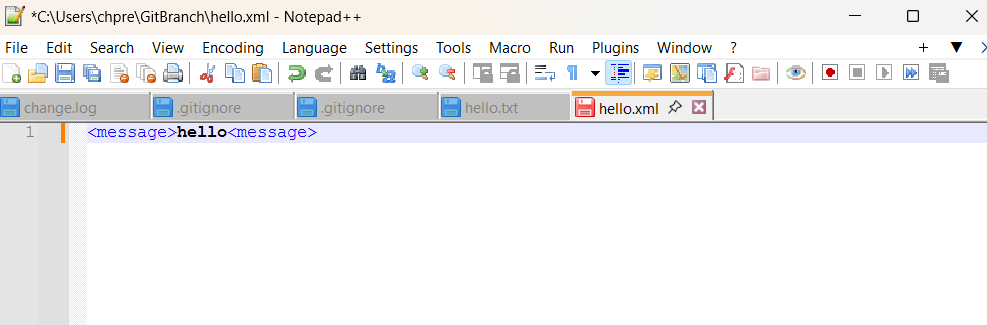 *C:\Users\chpre\GitBranch\hello.xml - Notepad++
File Edit Search View Encoding Language Settings Tools Macro Run Plugins Window ?
change.log .gitignore .gitignore hello.txt hello.xml
1 <message>hello<message>